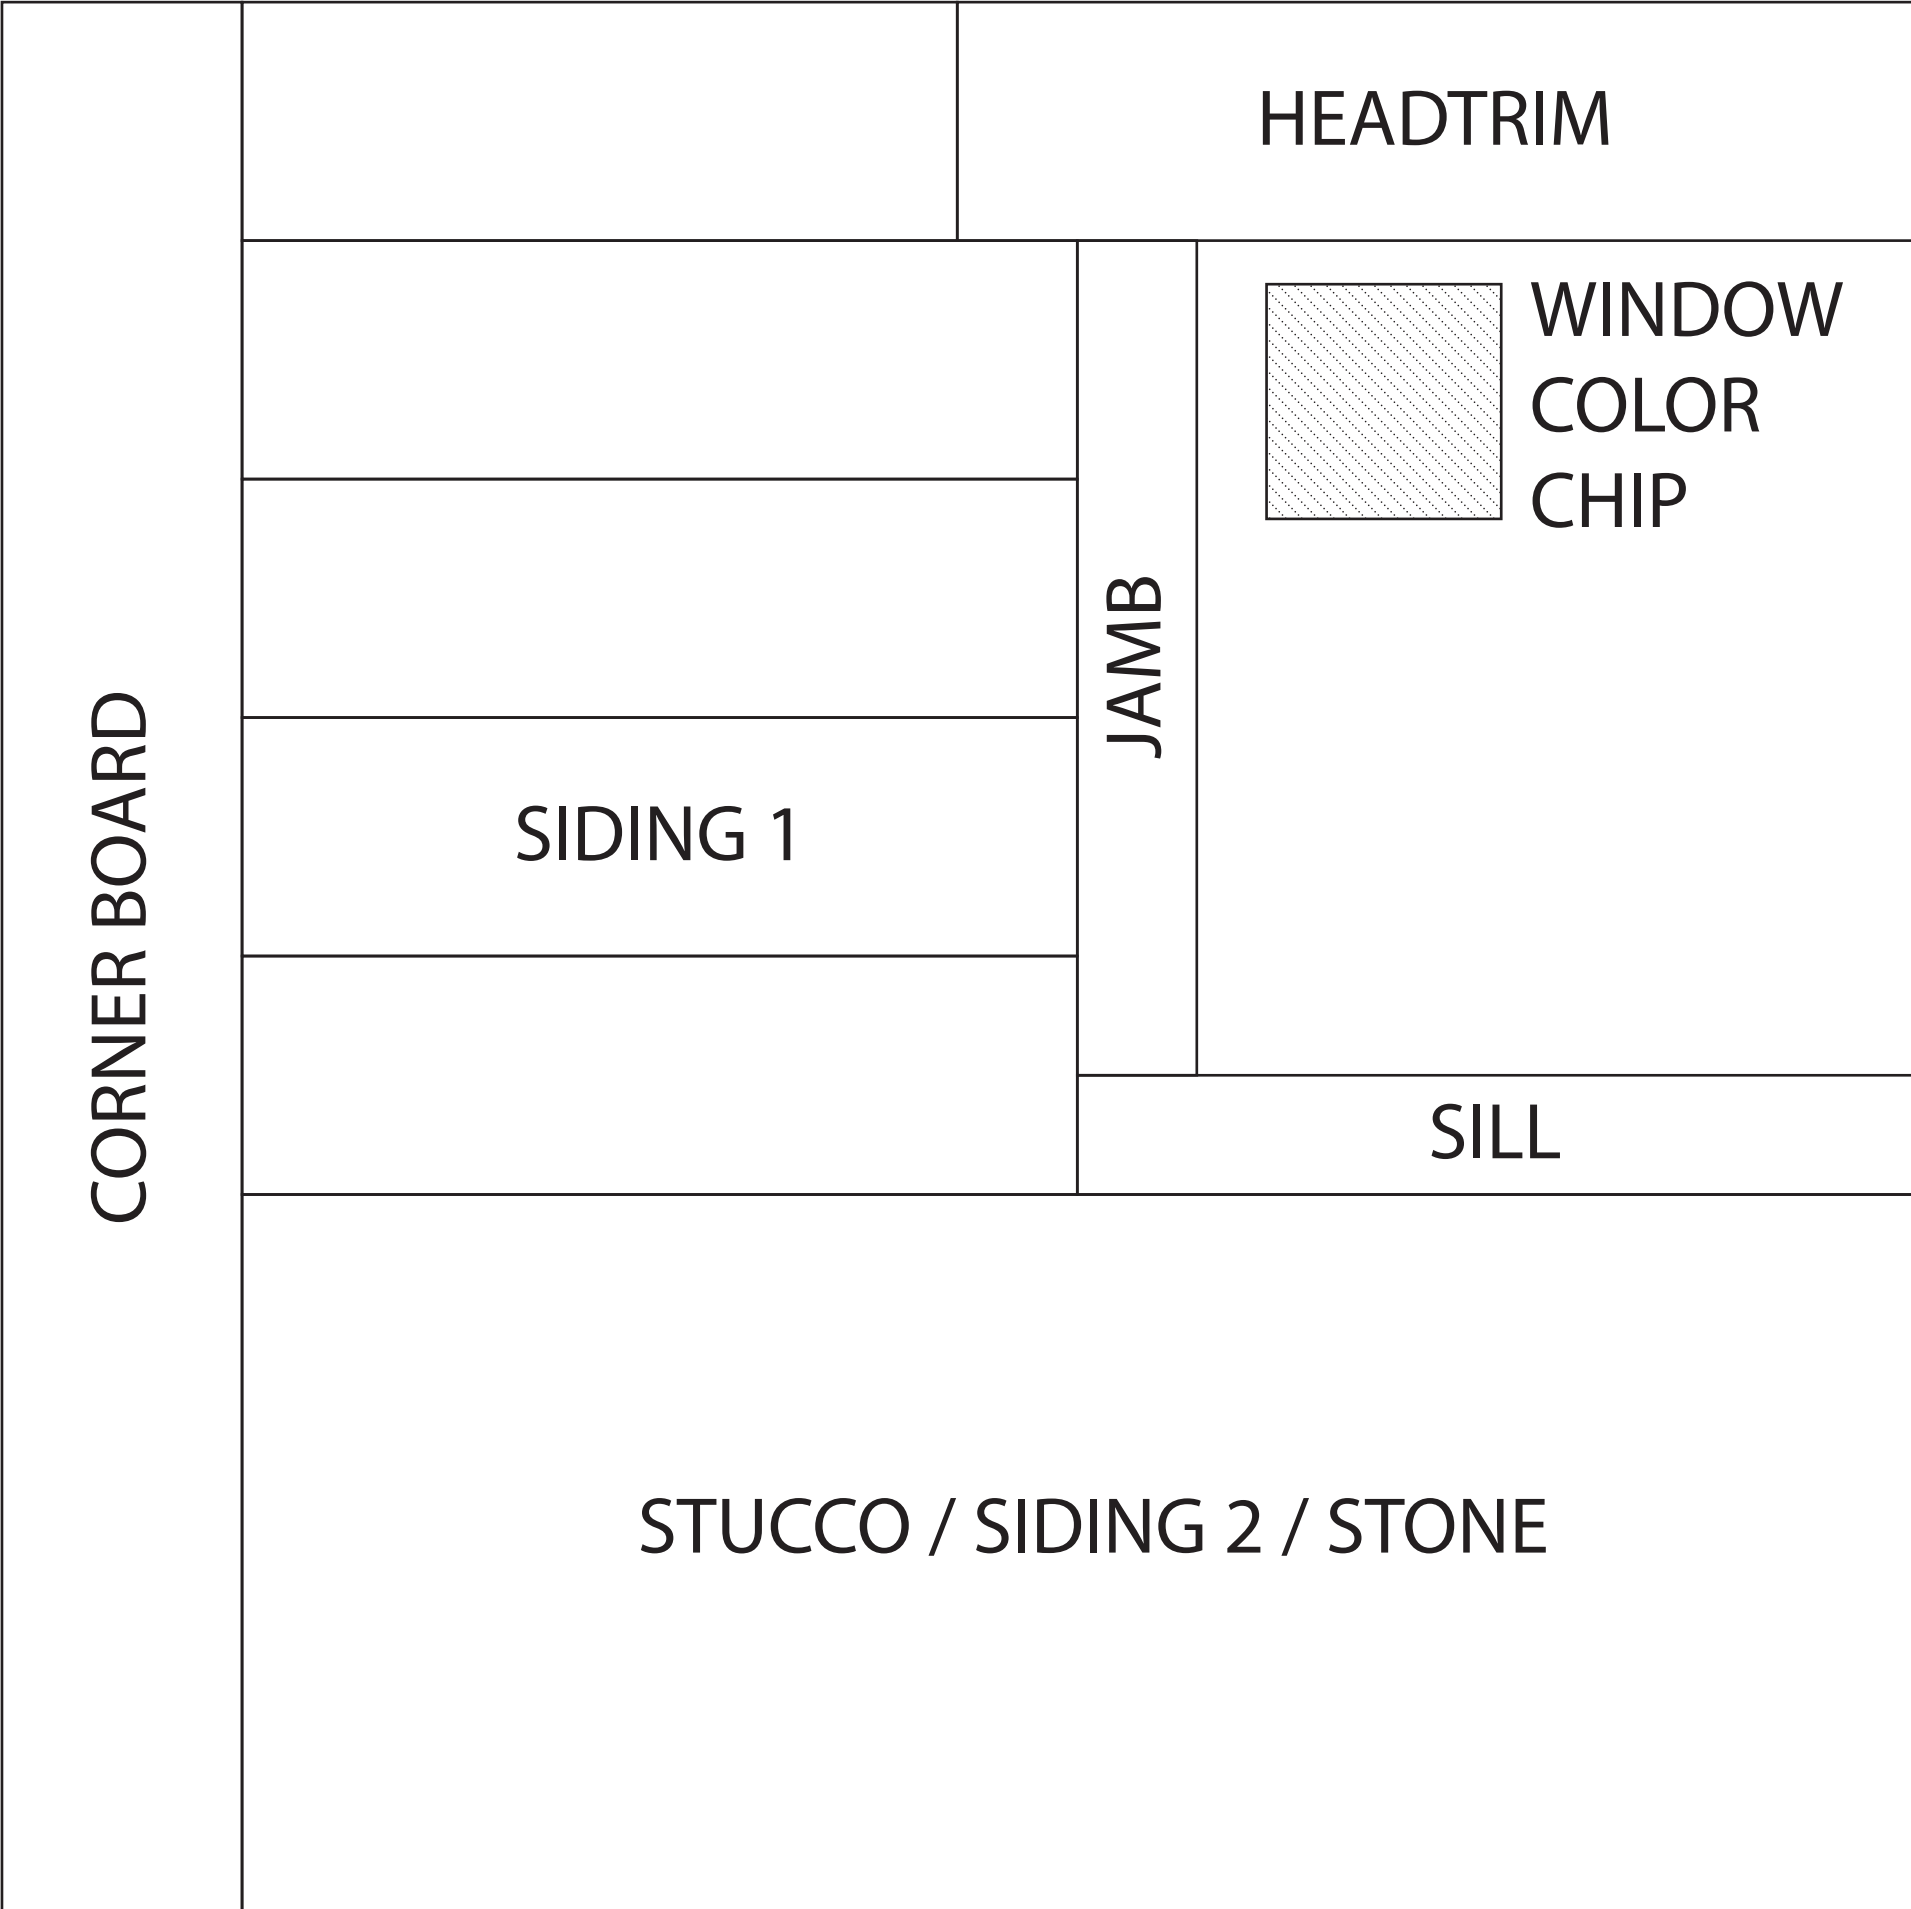 HEADTRIM
WINDOW
COLOR
CHIP
JAMB
SIDING 1
CORNER BOARD
SILL
STUCCO / SIDING 2 / STONE